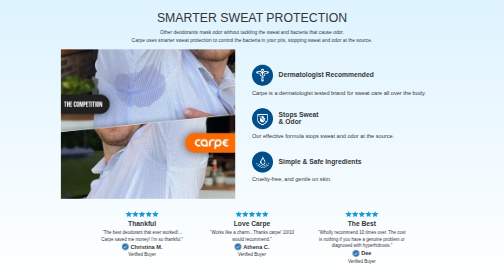 SMARTER SWEAT PROTECTION
Other deodorants mask odor without tackling the sweat and bacteria that cause odor.
Carpe uses smarter sweat protection to control the bacteria in your pits, stopping sweat and odor at the source.
THE COMPETITION
carpe
Dermatologist Recommended
Carpe is a dermatologist tested brand for sweat care all over the body.
Stops Sweat
& Odor
Our effective formula stops sweat and odor at the source.
Simple & Safe Ingredients
Cruelty-free, and gentle on skin.
Thankful
"The best deodorant that ever worked!...
Carpe saved me money! I'm so thankful."
Christina M.
Verified Buyer
Love Carpe
"Works like a charm...Thanks carpe! 10/10
would recommend."
Athena C.
Verified Buyer
The Best
"Wholly recommend 10 times over. The cost
is nothing if you have a genuine problem or
diagnosed with hyperhidrosis."
Dee
Verified Buyer